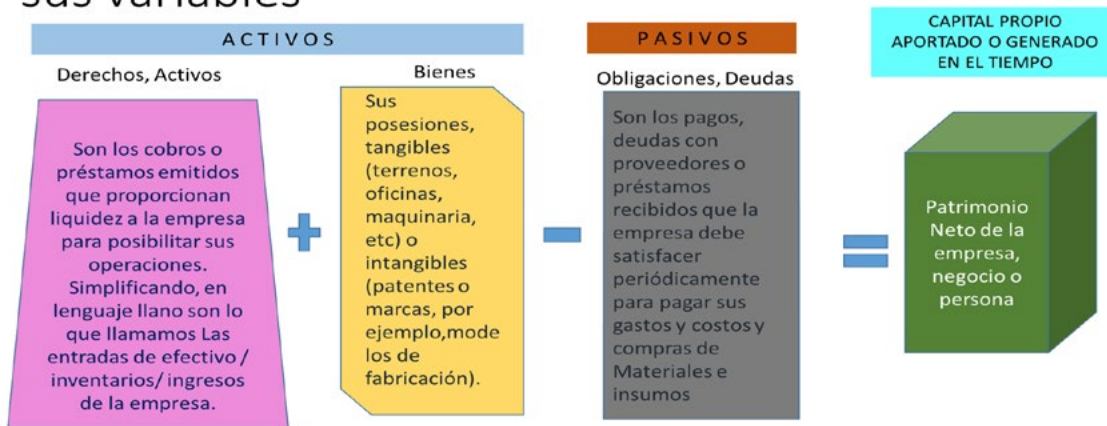 sus variables
ACTIVOS
Derechos, Activos
Son los cobros o
préstamos emitidos
que proporcionan
liquidez a la empresa
para posibilitar sus
operaciones.
Simplificando, en
lenguaje llano son lo
que llamamos Las
entradas de efectivo /
inventarios/ ingresos
de la empresa.
Bienes
Sus
posesiones,
tangibles
(terrenos,
oficinas,
maquinaria,
etc) o
intangibles
(patentes o
marcas, por
ejemplo,mode
los de
fabricación).
PASIVOS
Obligaciones, Deudas
Son los pagos,
deudas con
proveedores o
préstamos
recibidos que la
empresa debe
satisfacer
periódicamente
para pagar sus
gastos y costos y
compras de
Materiales e
insumos
CAPITAL PROPIO
APORTADO O GENERADO
EN EL TIEMPO
Patrimonio
Neto de la
empresa,
negocio o
persona